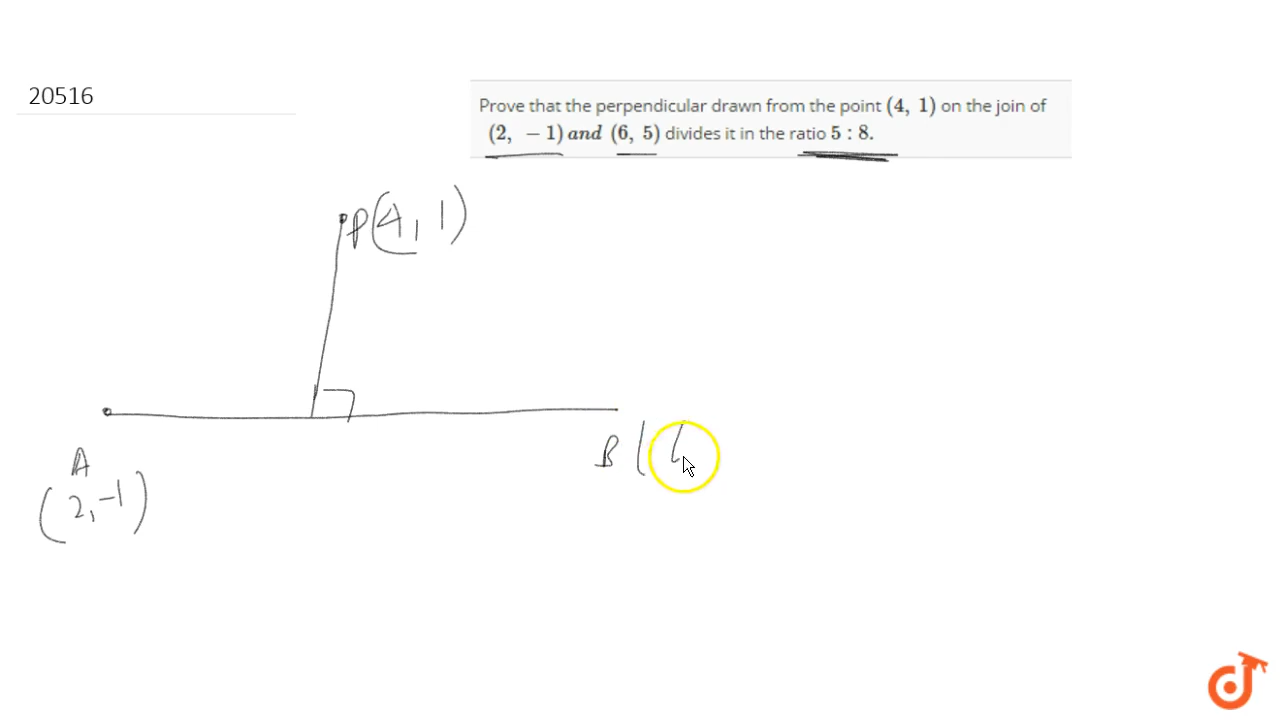 20516
Prove that the perpendicular drawn from the point (4, 1) on the join of
(2, −1) and (6, 5) divides it in the ratio 5 : 8.
P(4, 1)
A
B (
(2, -1)